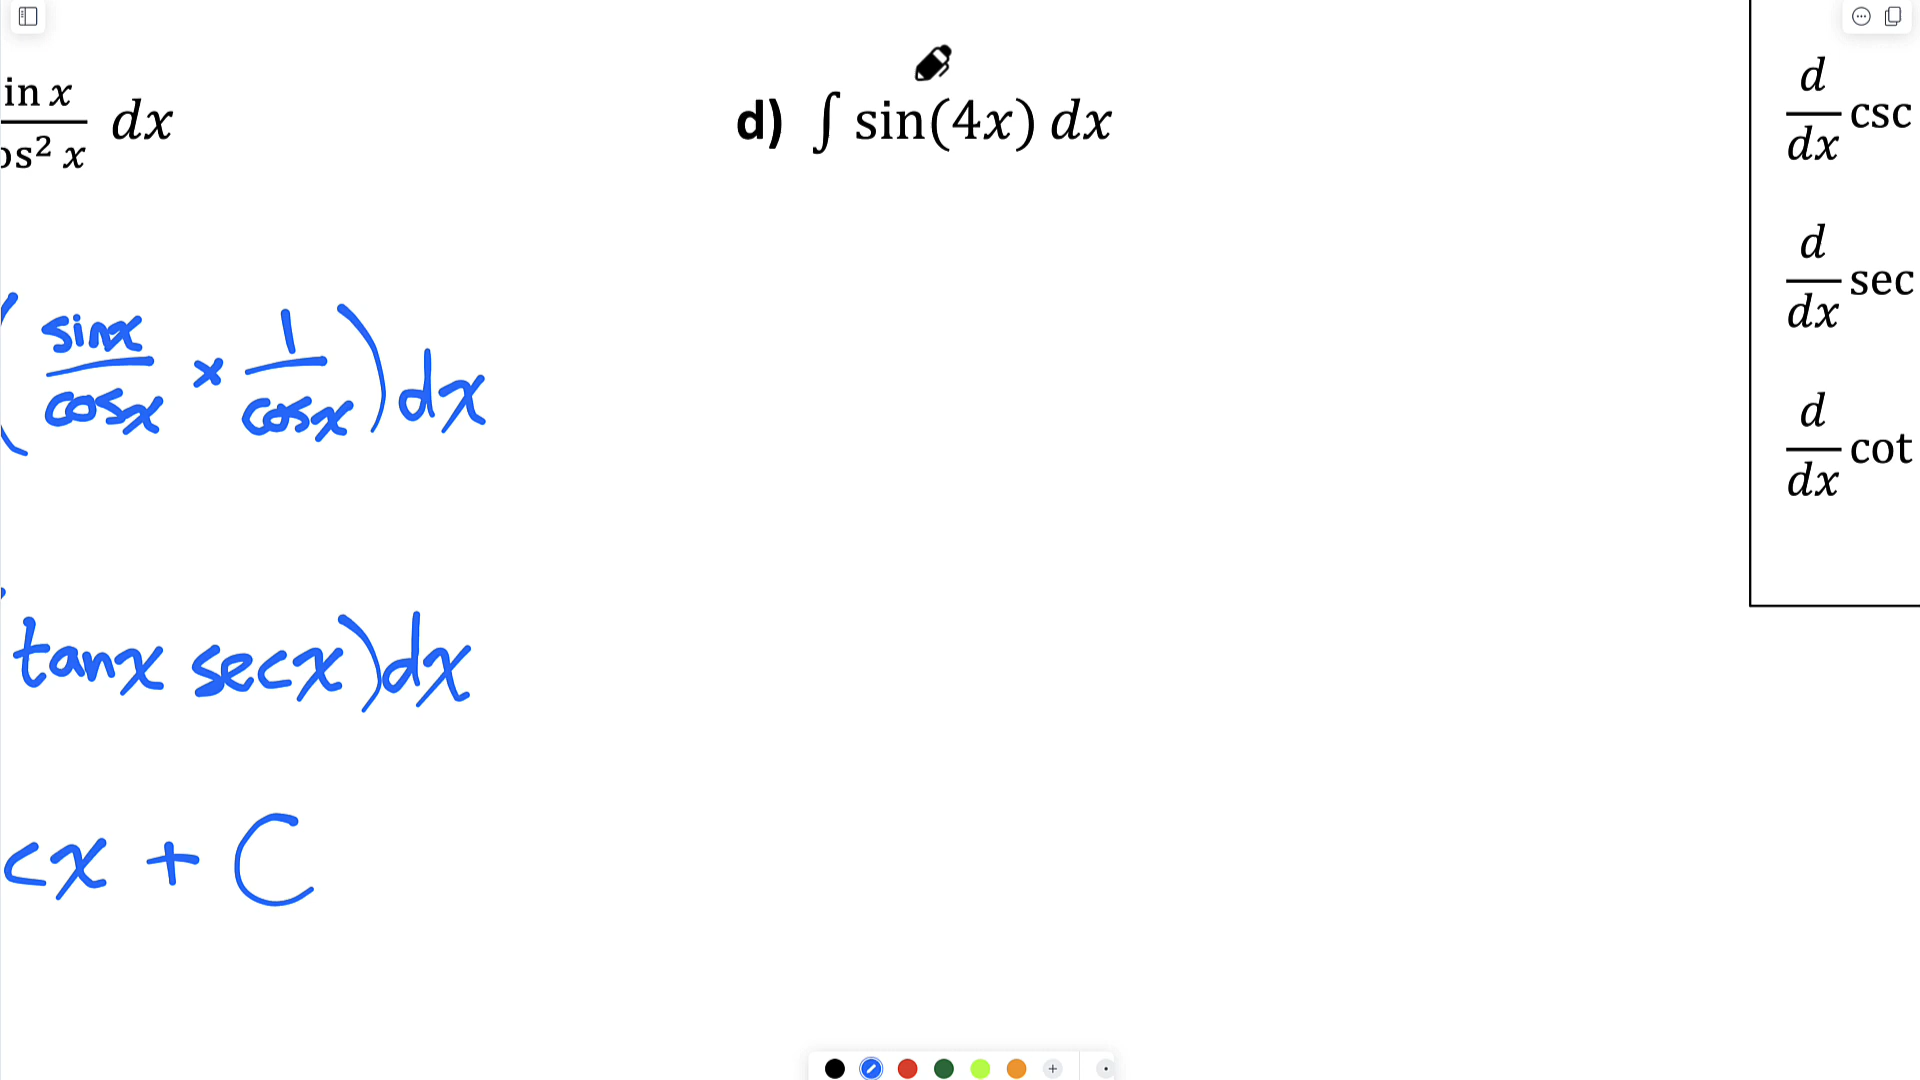 in x
os² x
dx
(sinx/cosx × 1/cosx)dx
tanx secx)dx
cx + C
d) ∫ sin(4x) dx
d/dx csc
d/dx sec
d/dx cot